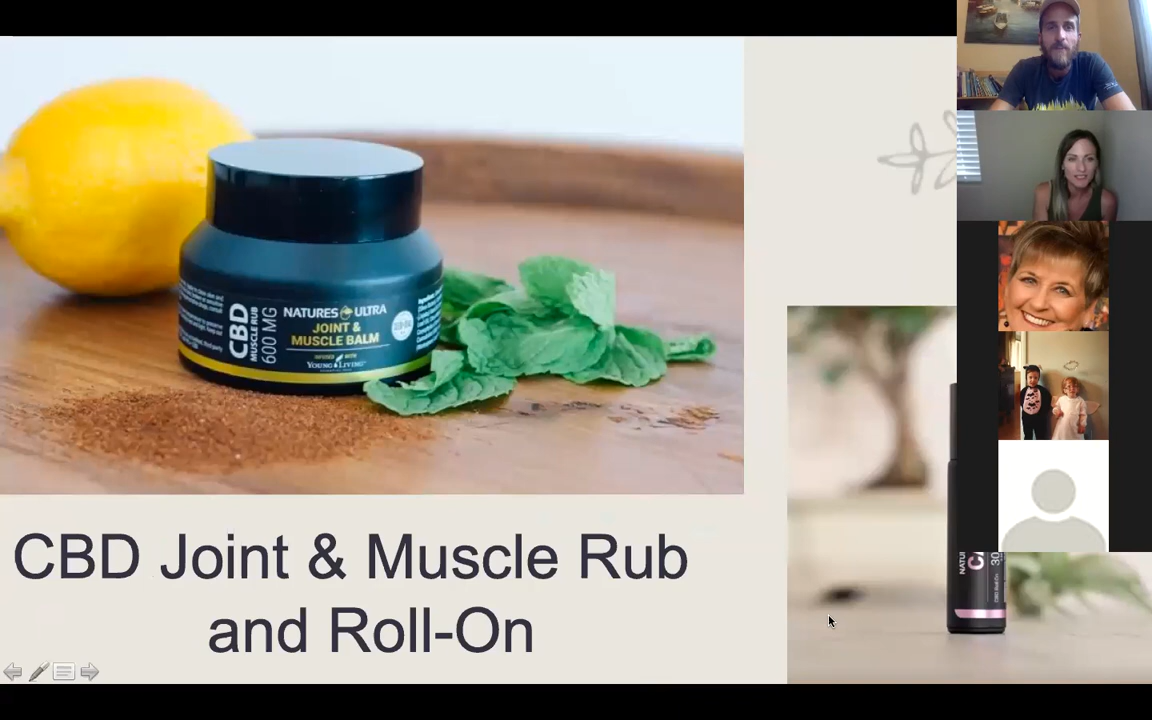 CBD
MUSCLE RUB
600 MG
NATURES ULTRA
JOINT &
MUSCLE BALM
INFUSED WITH
YOUNG LIVING
CBD Joint & Muscle Rub
and Roll-On